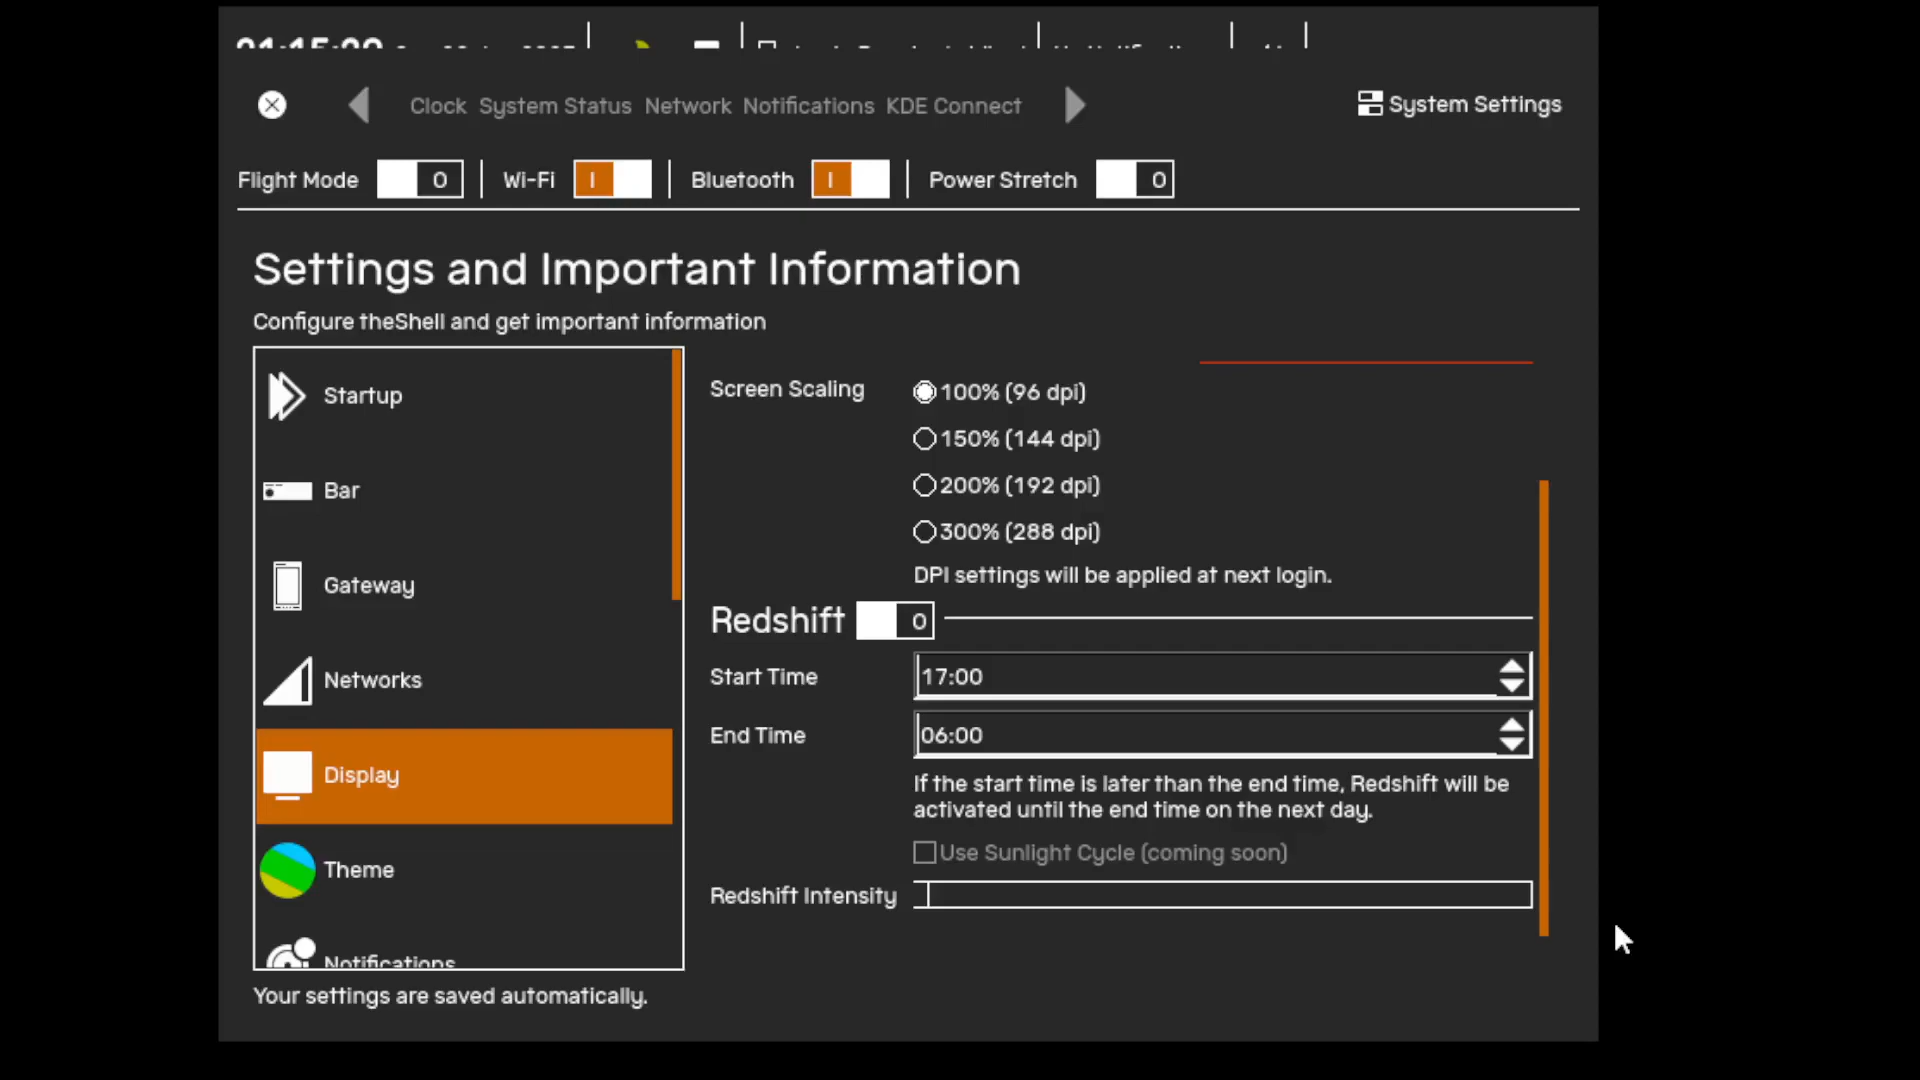 Clock System Status Network Notifications KDE Connect
System Settings
Flight Mode O Wi-Fi I Bluetooth I Power Stretch O
Settings and Important Information
Configure theShell and get important information
Startup
Bar
Gateway
Networks
Display
Theme
Notifications
Your settings are saved automatically.
Screen Scaling
100% (96 dpi)
150% (144 dpi)
200% (192 dpi)
300% (288 dpi)
DPI settings will be applied at next login.
Redshift O
Start Time 17:00
End Time 06:00
If the start time is later than the end time, Redshift will be
activated until the end time on the next day.
Use Sunlight Cycle (coming soon)
Redshift Intensity